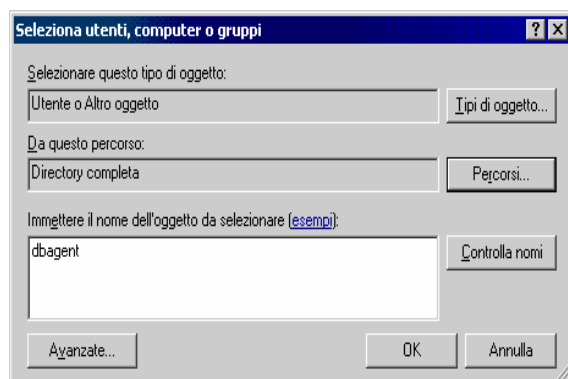 Seleziona utenti, computer o gruppi
Selezionare questo tipo di oggetto:
Utente o Altro oggetto
Tipi di oggetto...
Da questo percorso:
Directory completa
Percorsi...
Immettere il nome dell'oggetto da selezionare (esempi):
dbagent
Controlla nomi
Avanzate...
OK
Annulla